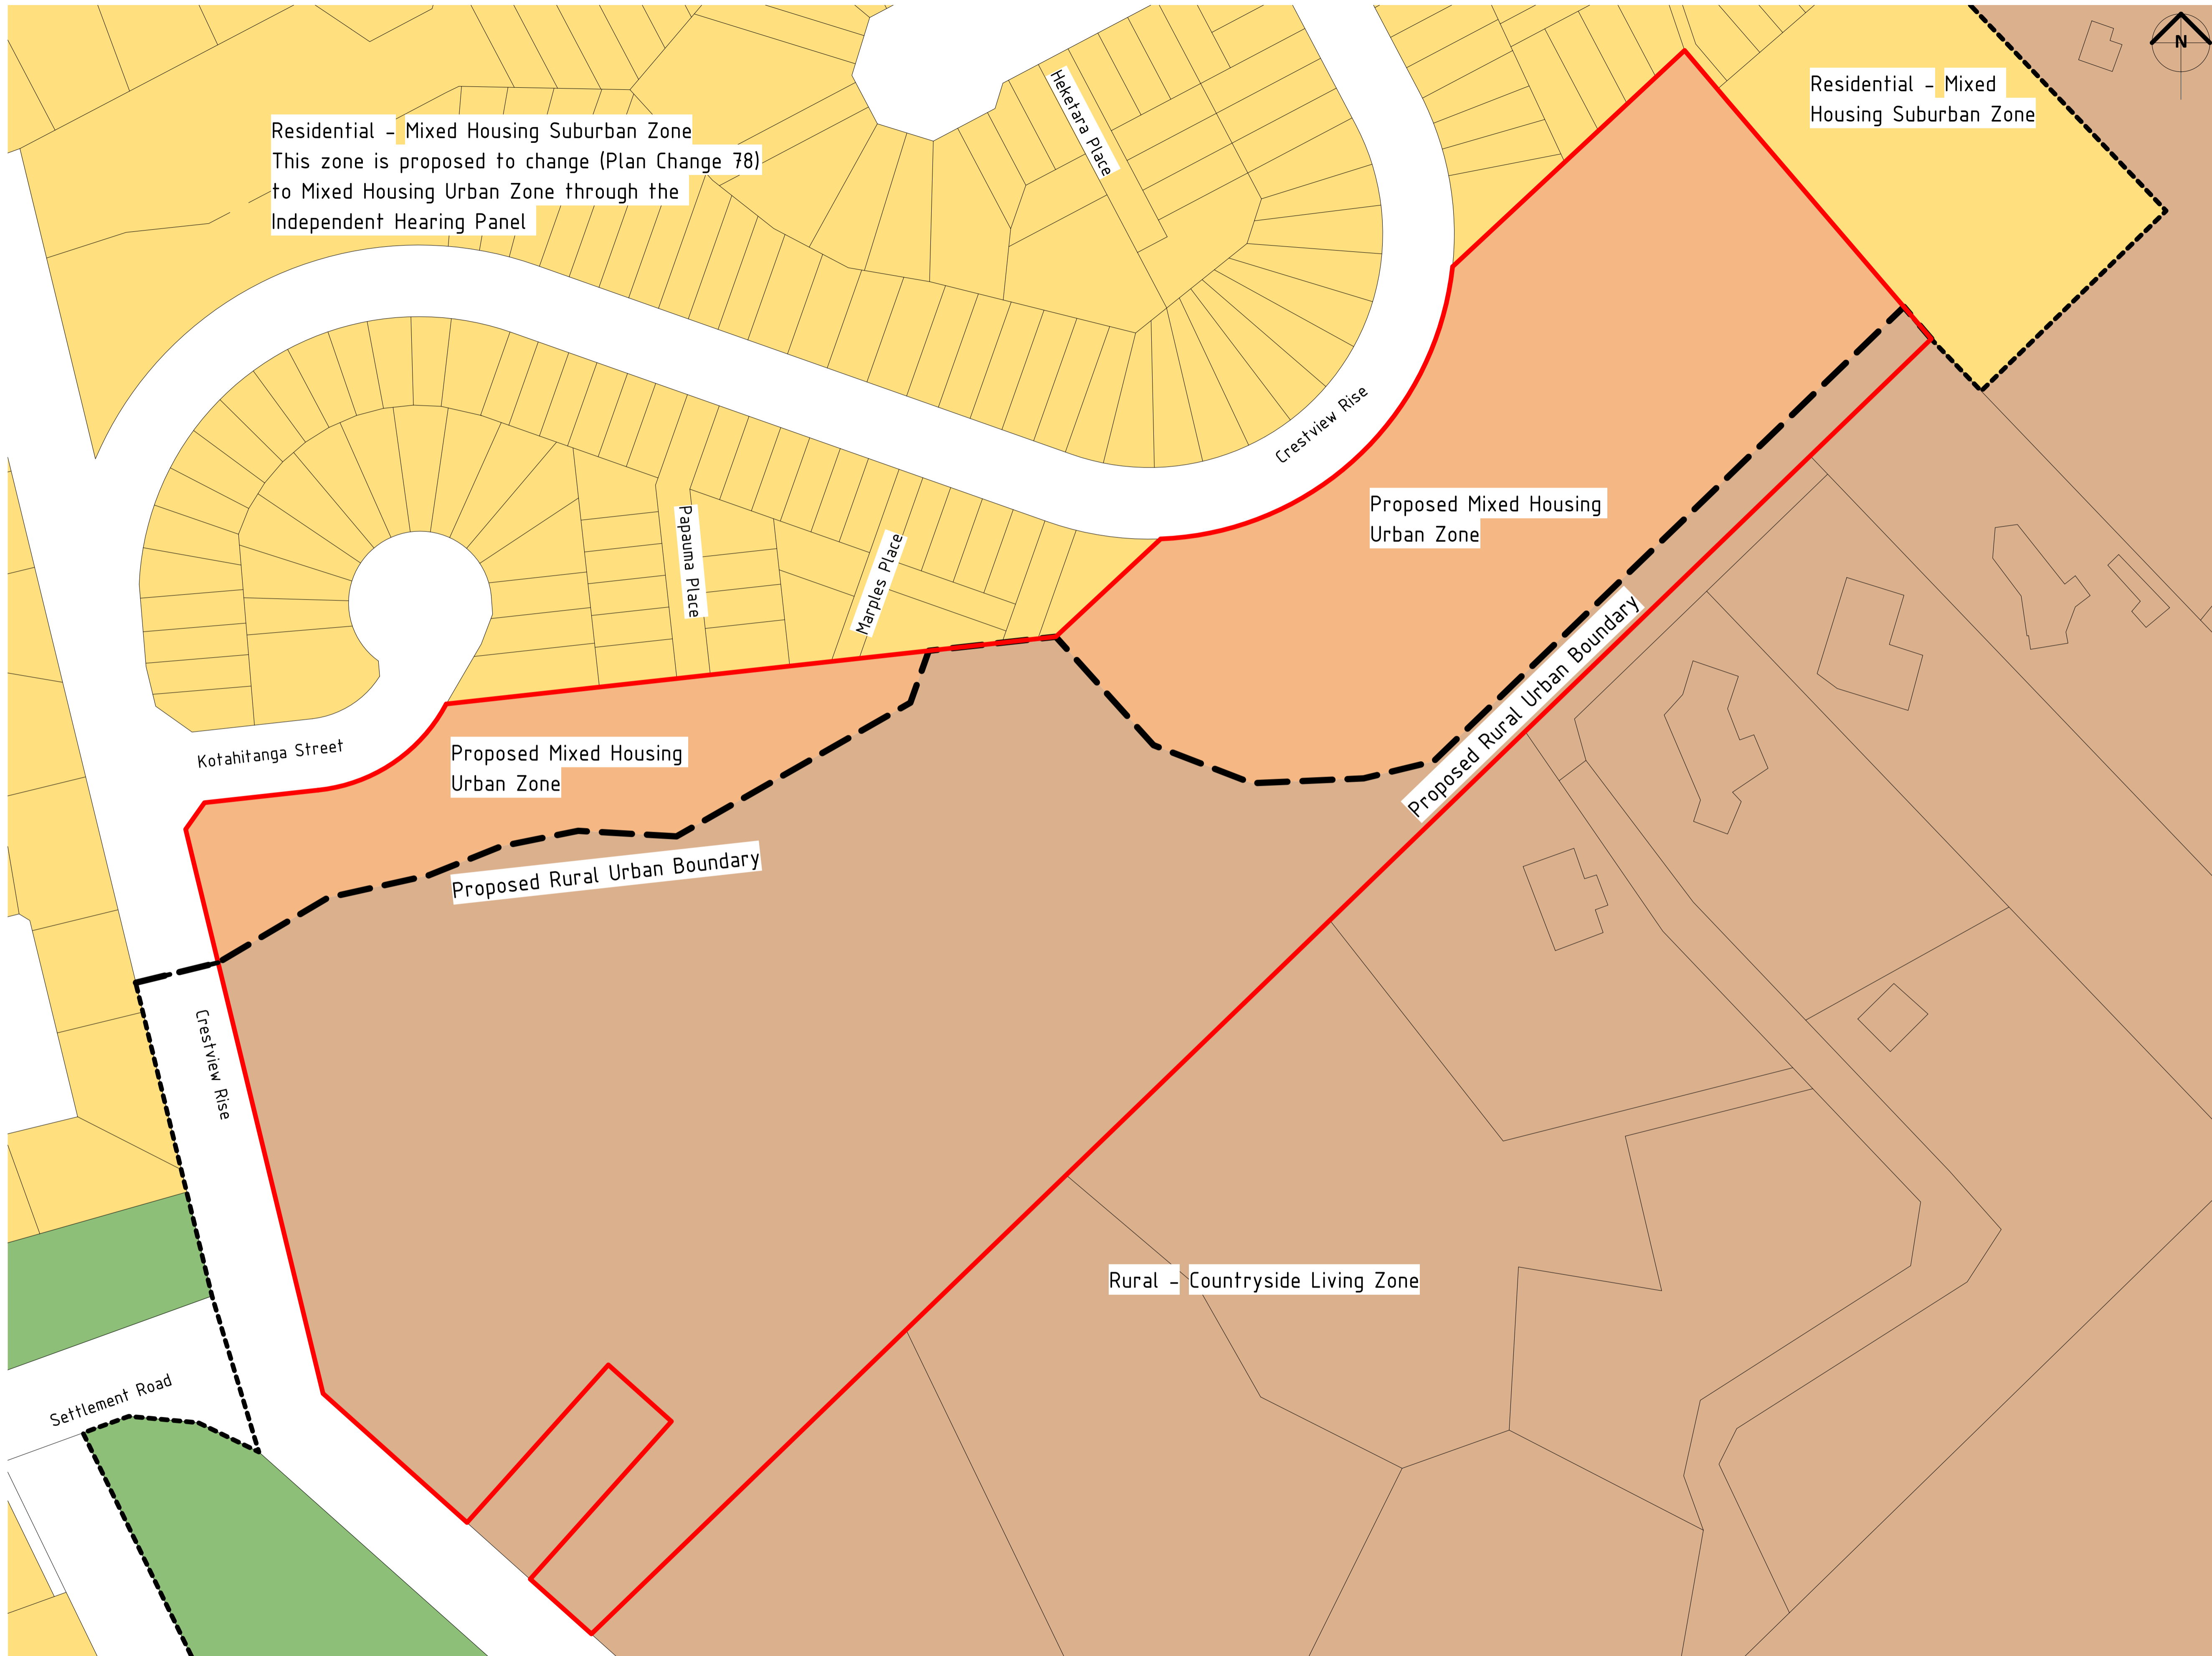 N
Residential - Mixed
Housing Suburban Zone
Residential - Mixed Housing Suburban Zone
This zone is proposed to change (Plan Change 78)
to Mixed Housing Urban Zone through the
Independent Hearing Panel
Heketara Place
Crestview Rise
Proposed Mixed Housing
Urban Zone
Papauma Place
Marples Place
Proposed Rural Urban Boundary
Kotahitanga Street
Proposed Mixed Housing
Urban Zone
Proposed Rural Urban Boundary
Crestview Rise
Rural - Countryside Living Zone
Settlement Road